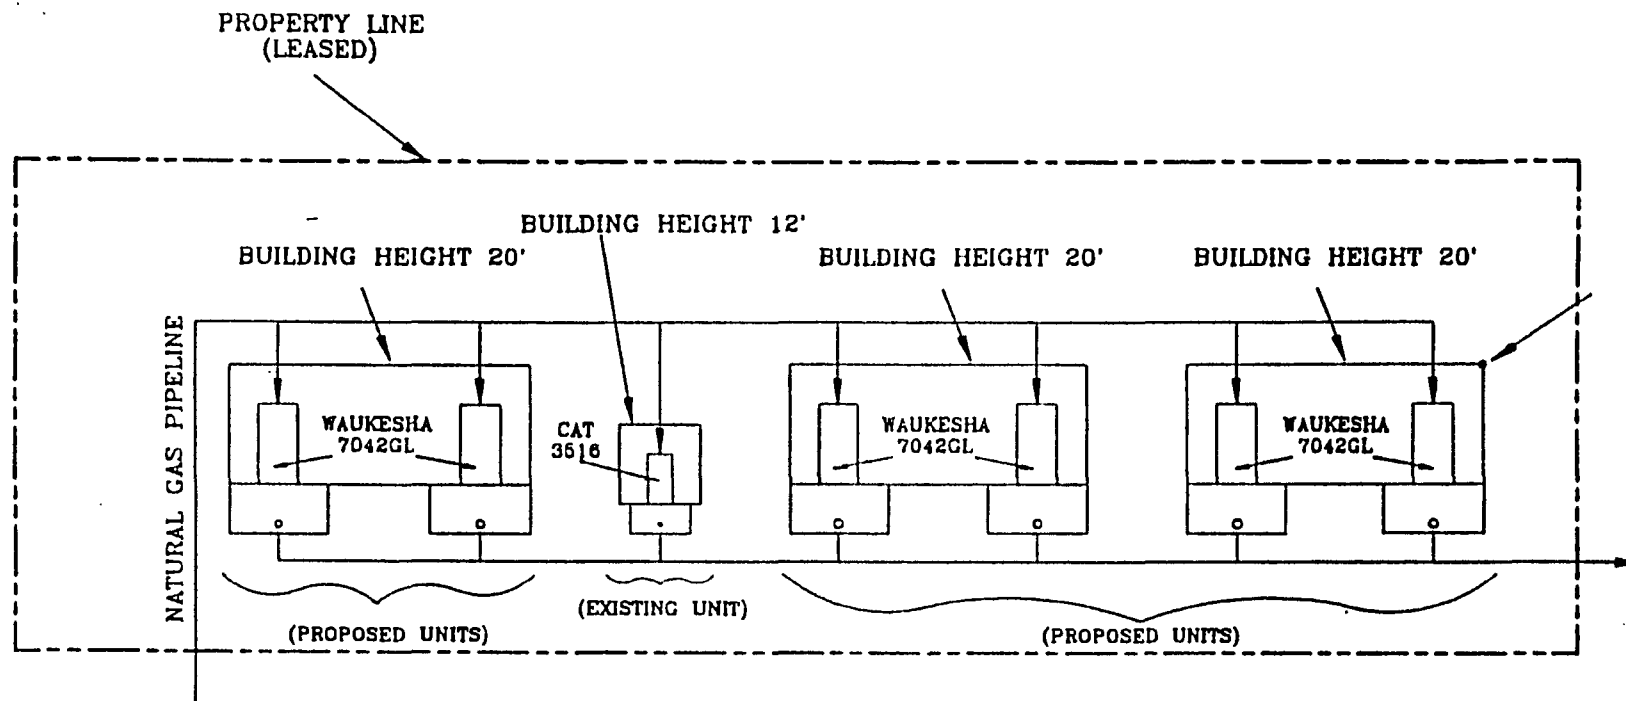 PROPERTY LINE
(LEASED)
BUILDING HEIGHT 12'
BUILDING HEIGHT 20'
BUILDING HEIGHT 20'
BUILDING HEIGHT 20'
NATURAL GAS PIPELINE
WAUKESHA
7042GL
CAT
3516
WAUKESHA
7042GL
WAUKESHA
7042GL
(PROPOSED UNITS)
(EXISTING UNIT)
(PROPOSED UNITS)